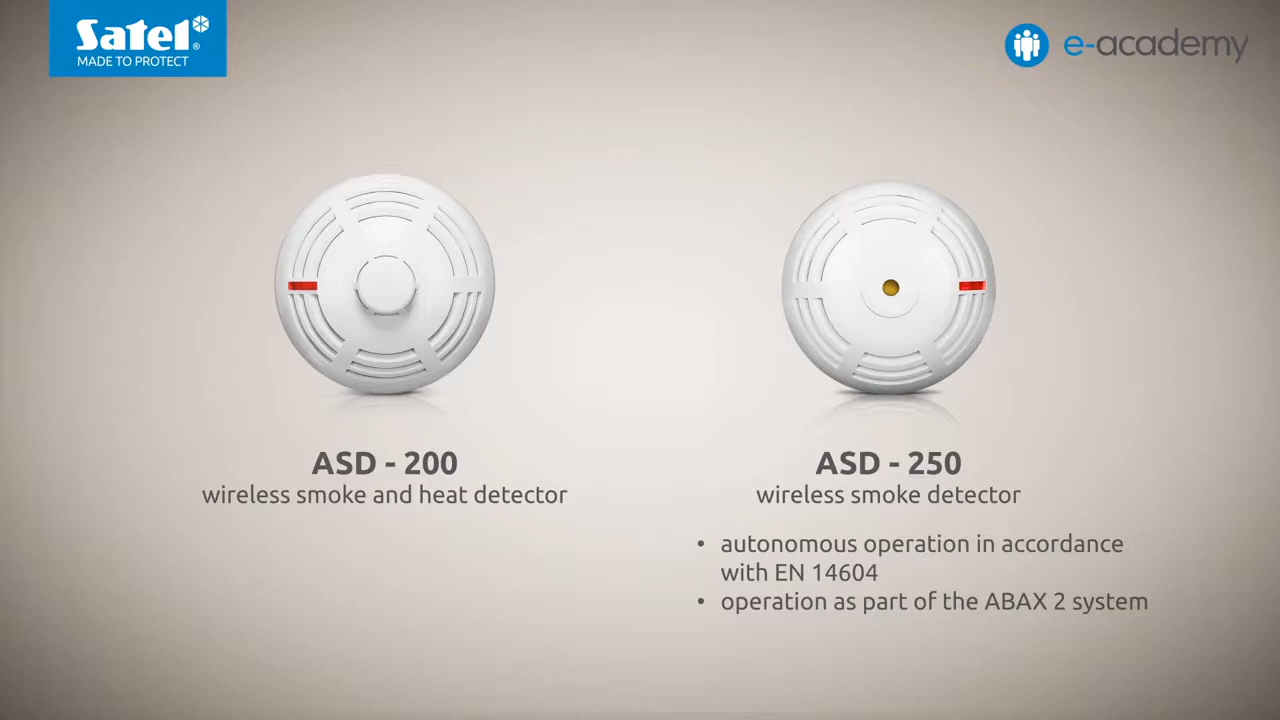 Satel®
MADE TO PROTECT
e-academy
ASD - 200
wireless smoke and heat detector
ASD - 250
wireless smoke detector
• autonomous operation in accordance
with EN 14604
• operation as part of the ABAX 2 system